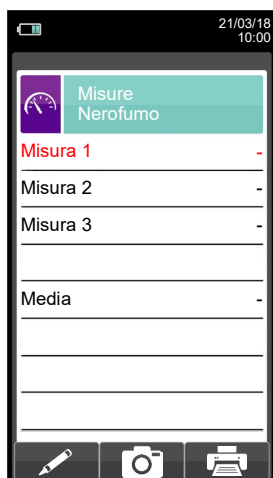 21/03/18
10:00
Misure
Nerofumo
Misura 1 -
Misura 2 -
Misura 3 -
Media -